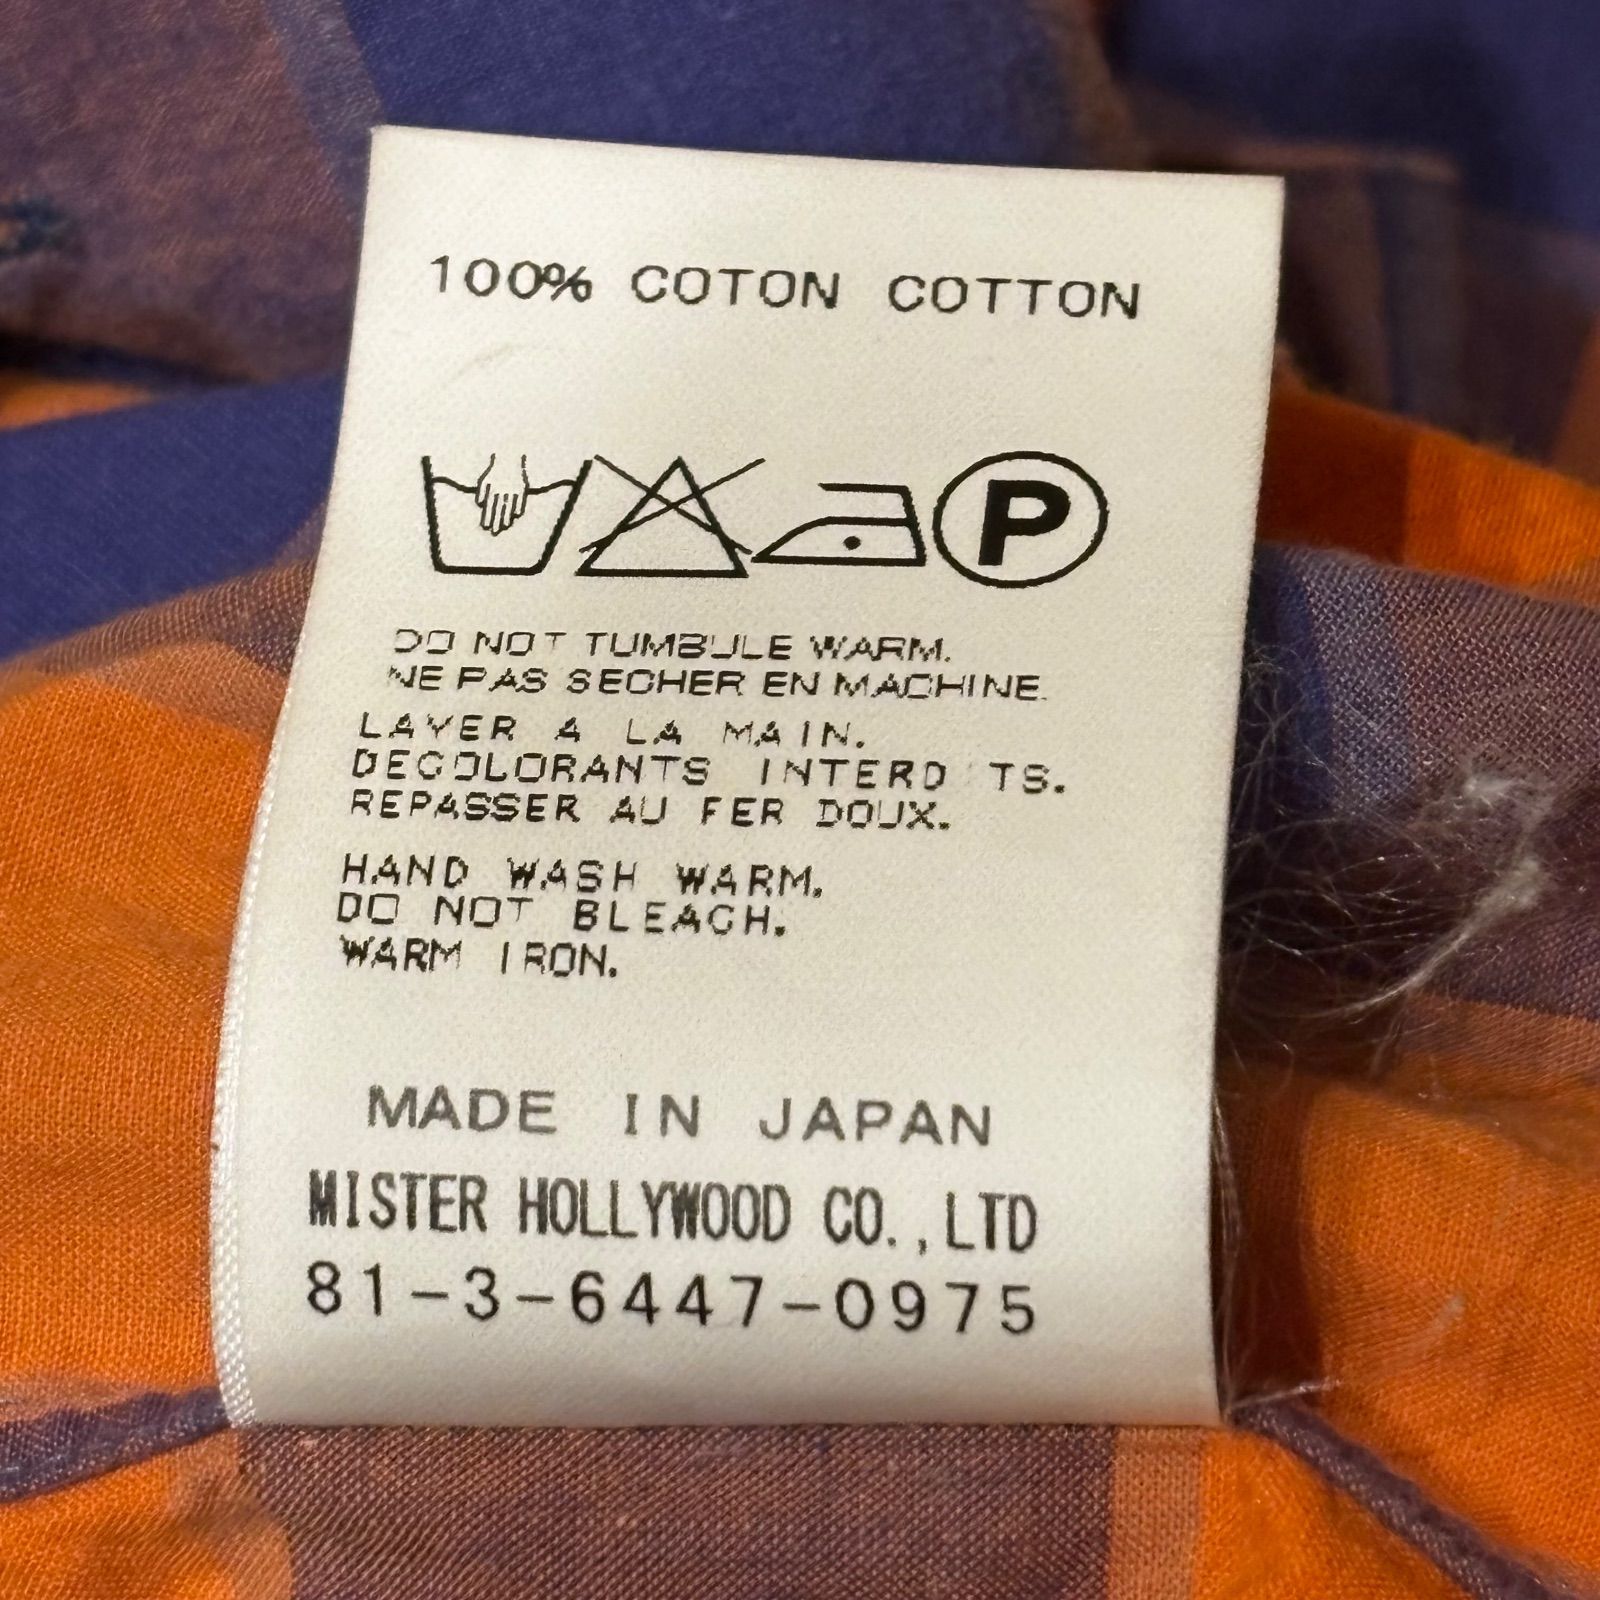 100% COTON COTTON
P
DO NOT TUMBULE WARM.
NE PAS SECHER EN MACHINE.
LAVER A LA MAIN.
DECOLORANTS INTERDITS.
REPASSER AU FER DOUX.
HAND WASH WARM.
DO NOT BLEACH.
WARM IRON.
MADE IN JAPAN
MISTER HOLLYWOOD CO.,LTD
81-3-6447-0975